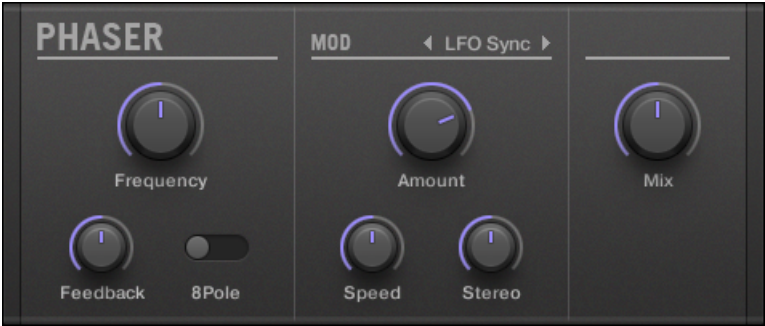 PHASER
MOD
LFO Sync
Frequency
Amount
Mix
Feedback
8Pole
Speed
Stereo